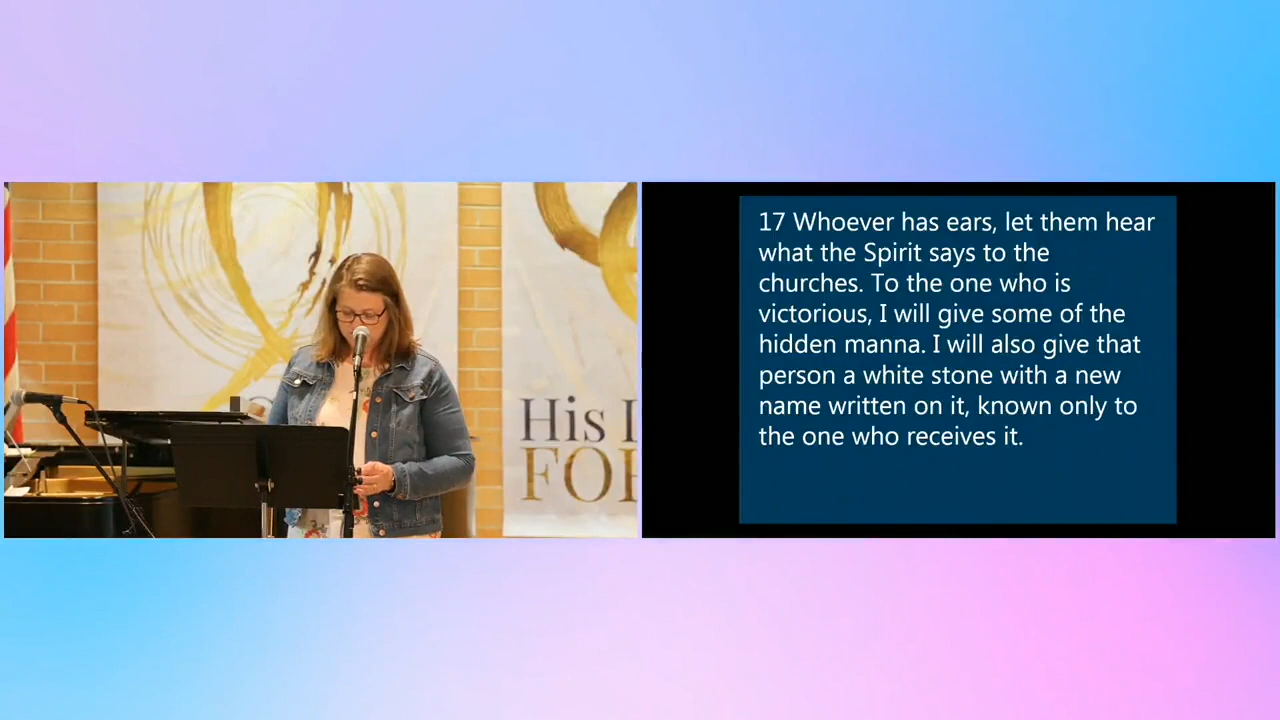 His
FOR
17 Whoever has ears, let them hear
what the Spirit says to the
churches. To the one who is
victorious, I will give some of the
hidden manna. I will also give that
person a white stone with a new
name written on it, known only to
the one who receives it.